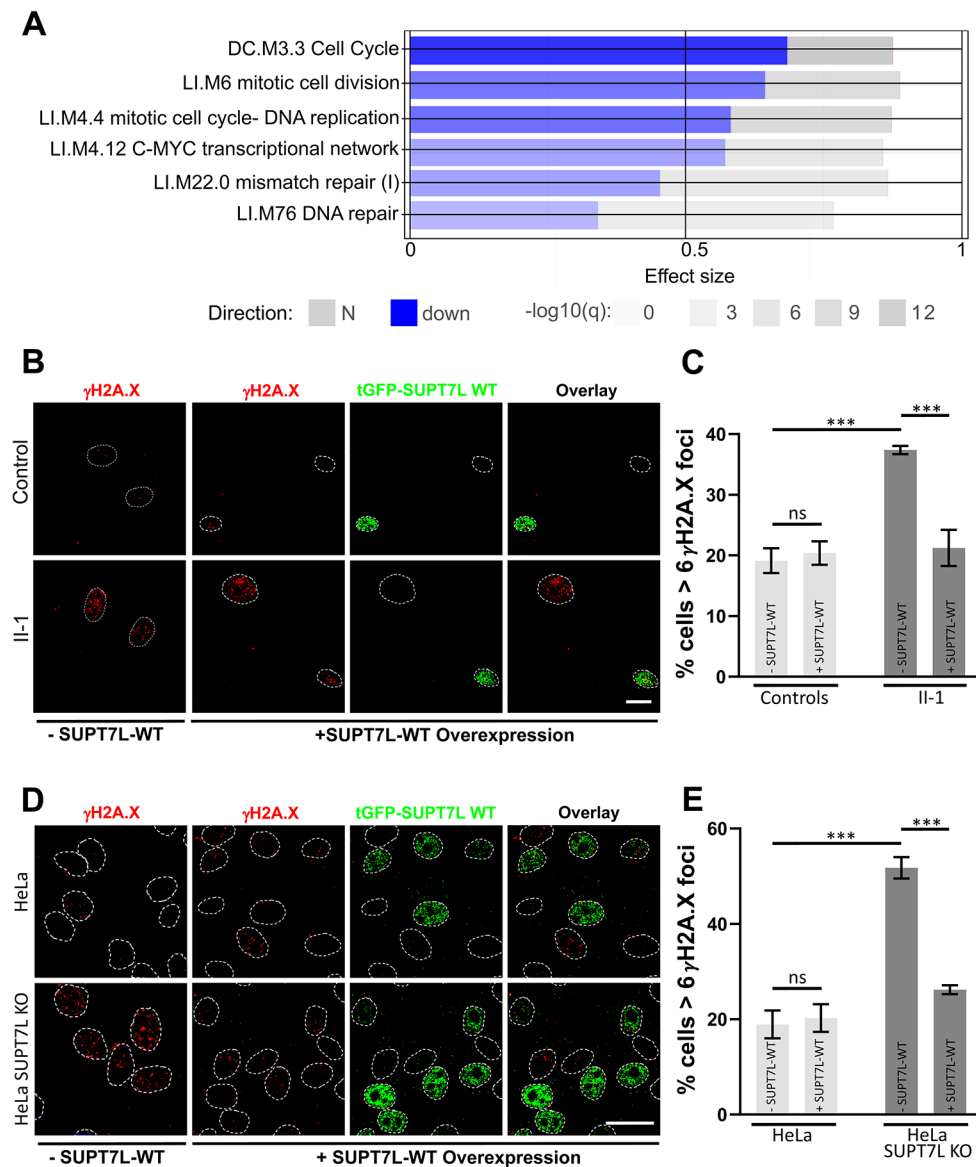 A
DC.M3.3 Cell Cycle
LI.M6 mitotic cell division
LI.M4.4 mitotic cell cycle- DNA replication
LI.M4.12 C-MYC transcriptional network
LI.M22.0 mismatch repair (I)
LI.M76 DNA repair
0 0.5 1
Effect size
Direction: N down -log10(q): 0 3 6 9 12
B
γH2A.X γH2A.X tGFP-SUPT7L WT Overlay
Control
II-1
- SUPT7L-WT +SUPT7L-WT Overexpression
C
% cells > 6 γH2A.X foci
40
30
20
10
0
ns
***
***
- SUPT7L-WT
+ SUPT7L-WT
- SUPT7L-WT
+ SUPT7L-WT
Controls II-1
D
γH2A.X γH2A.X tGFP-SUPT7L WT Overlay
HeLa
HeLa SUPT7L KO
- SUPT7L-WT + SUPT7L-WT Overexpression
E
% cells > 6 γH2A.X foci
60
40
20
0
ns
***
***
- SUPT7L-WT
+ SUPT7L-WT
- SUPT7L-WT
+ SUPT7L-WT
HeLa HeLa
SUPT7L KO